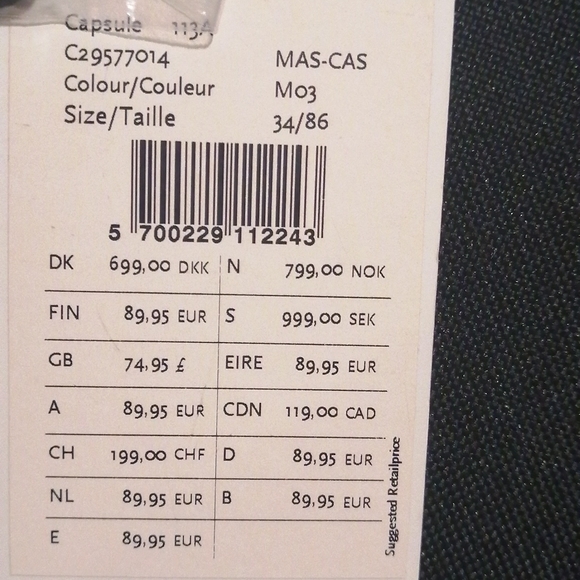 Capsule 113A
C29577014 MAS-CAS
Colour/Couleur M03
Size/Taille 34/86
5 700229 112243
DK 699,00 DKK N 799,00 NOK
FIN 89,95 EUR S 999,00 SEK
GB 74,95 £ EIRE 89,95 EUR
A 89,95 EUR CDN 119,00 CAD
CH 199,00 CHF D 89,95 EUR
NL 89,95 EUR B 89,95 EUR
E 89,95 EUR
Suggested Retailprice